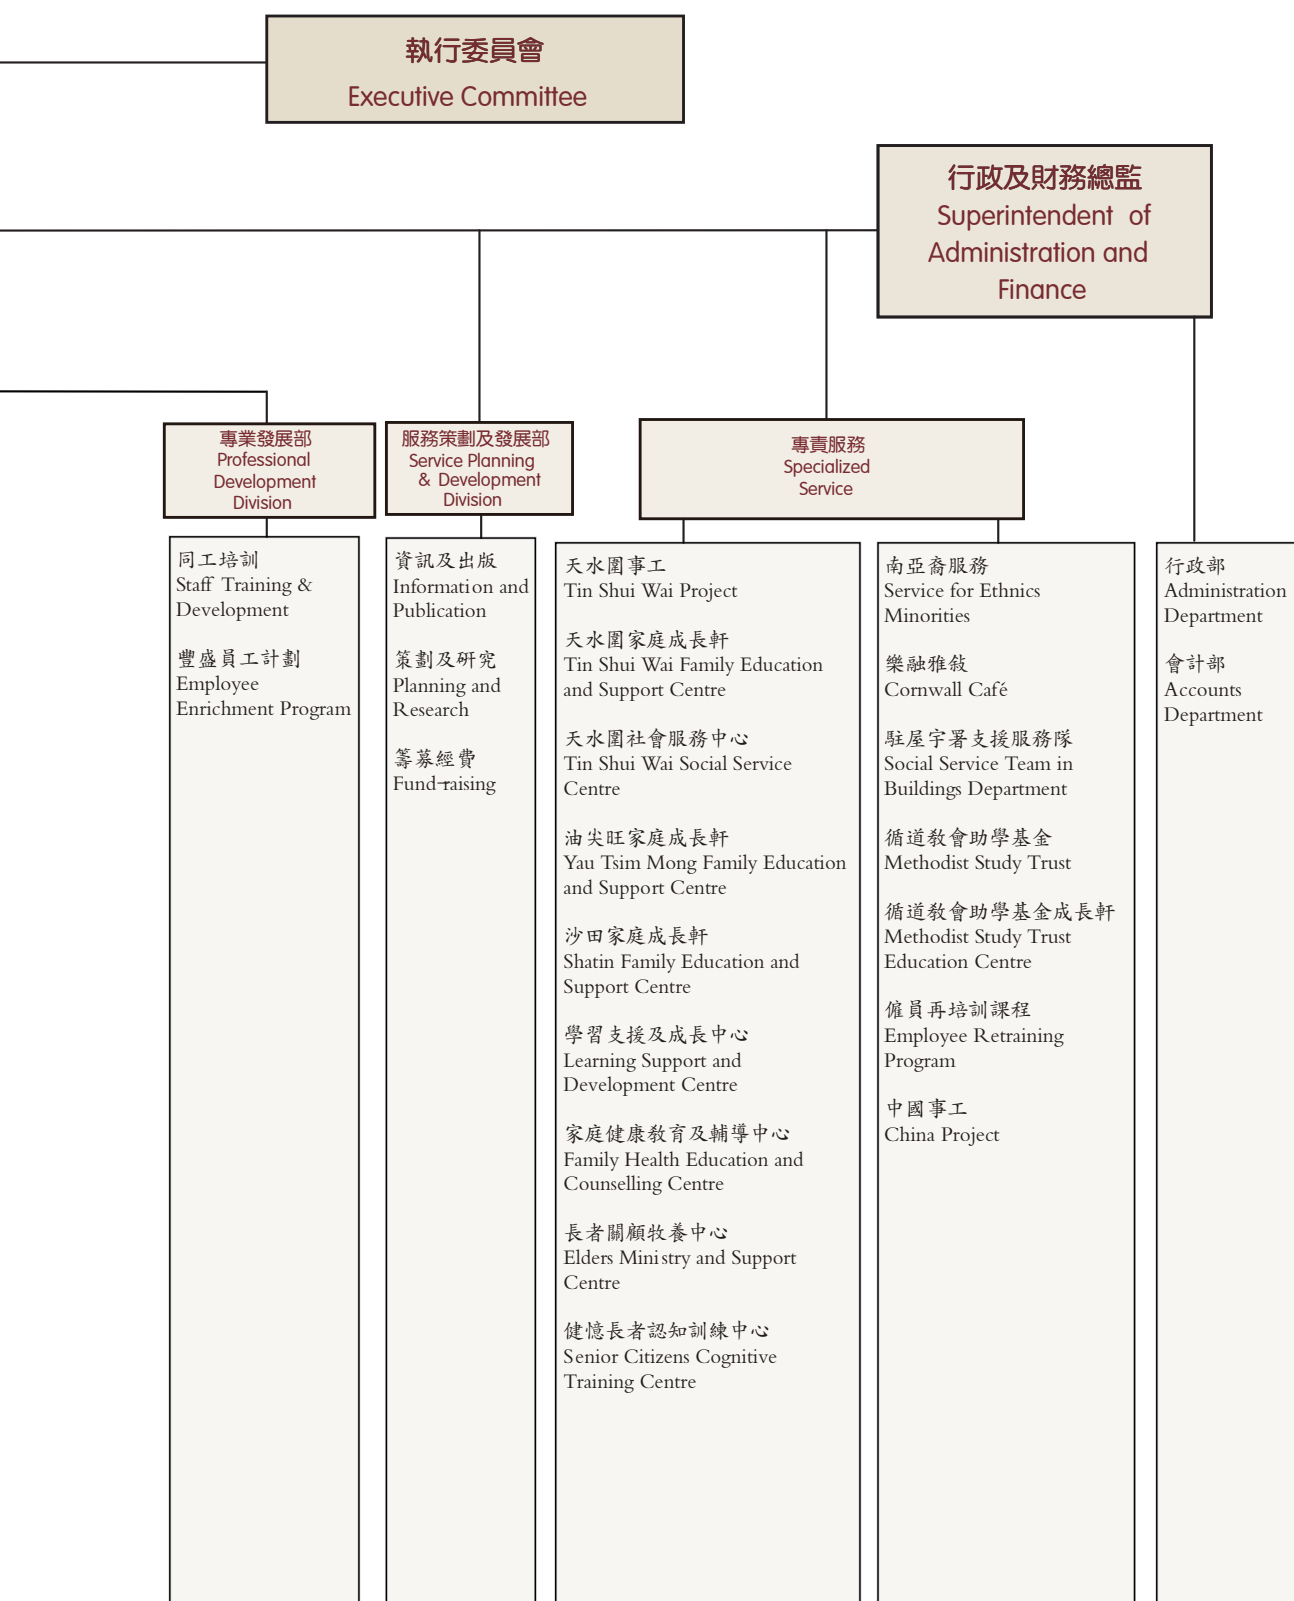 執行委員會
Executive Committee
行政及財務總監
Superintendent of
Administration and
Finance
專業發展部
Professional
Development
Division
服務策劃及發展部
Service Planning
& Development
Division
專責服務
Specialized
Service
同工培訓
Staff Training &
Development
豐盛員工計劃
Employee
Enrichment Program
資訊及出版
Information and
Publication
策劃及研究
Planning and
Research
籌募經費
Fund-raising
天水圍事工
Tin Shui Wai Project
天水圍家庭成長軒
Tin Shui Wai Family Education
and Support Centre
天水圍社會服務中心
Tin Shui Wai Social Service
Centre
油尖旺家庭成長軒
Yau Tsim Mong Family Education
and Support Centre
沙田家庭成長軒
Shatin Family Education and
Support Centre
學習支援及成長中心
Learning Support and
Development Centre
家庭健康教育及輔導中心
Family Health Education and
Counselling Centre
長者關顧牧養中心
Elders Ministry and Support
Centre
健憶長者認知訓練中心
Senior Citizens Cognitive
Training Centre
南亞裔服務
Service for Ethnics
Minorities
樂融雅敍
Cornwall Café
駐屋宇署支援服務隊
Social Service Team in
Buildings Department
循道教會助學基金
Methodist Study Trust
循道教會助學基金成長軒
Methodist Study Trust
Education Centre
僱員再培訓課程
Employee Retraining
Program
中國事工
China Project
行政部
Administration
Department
會計部
Accounts
Department